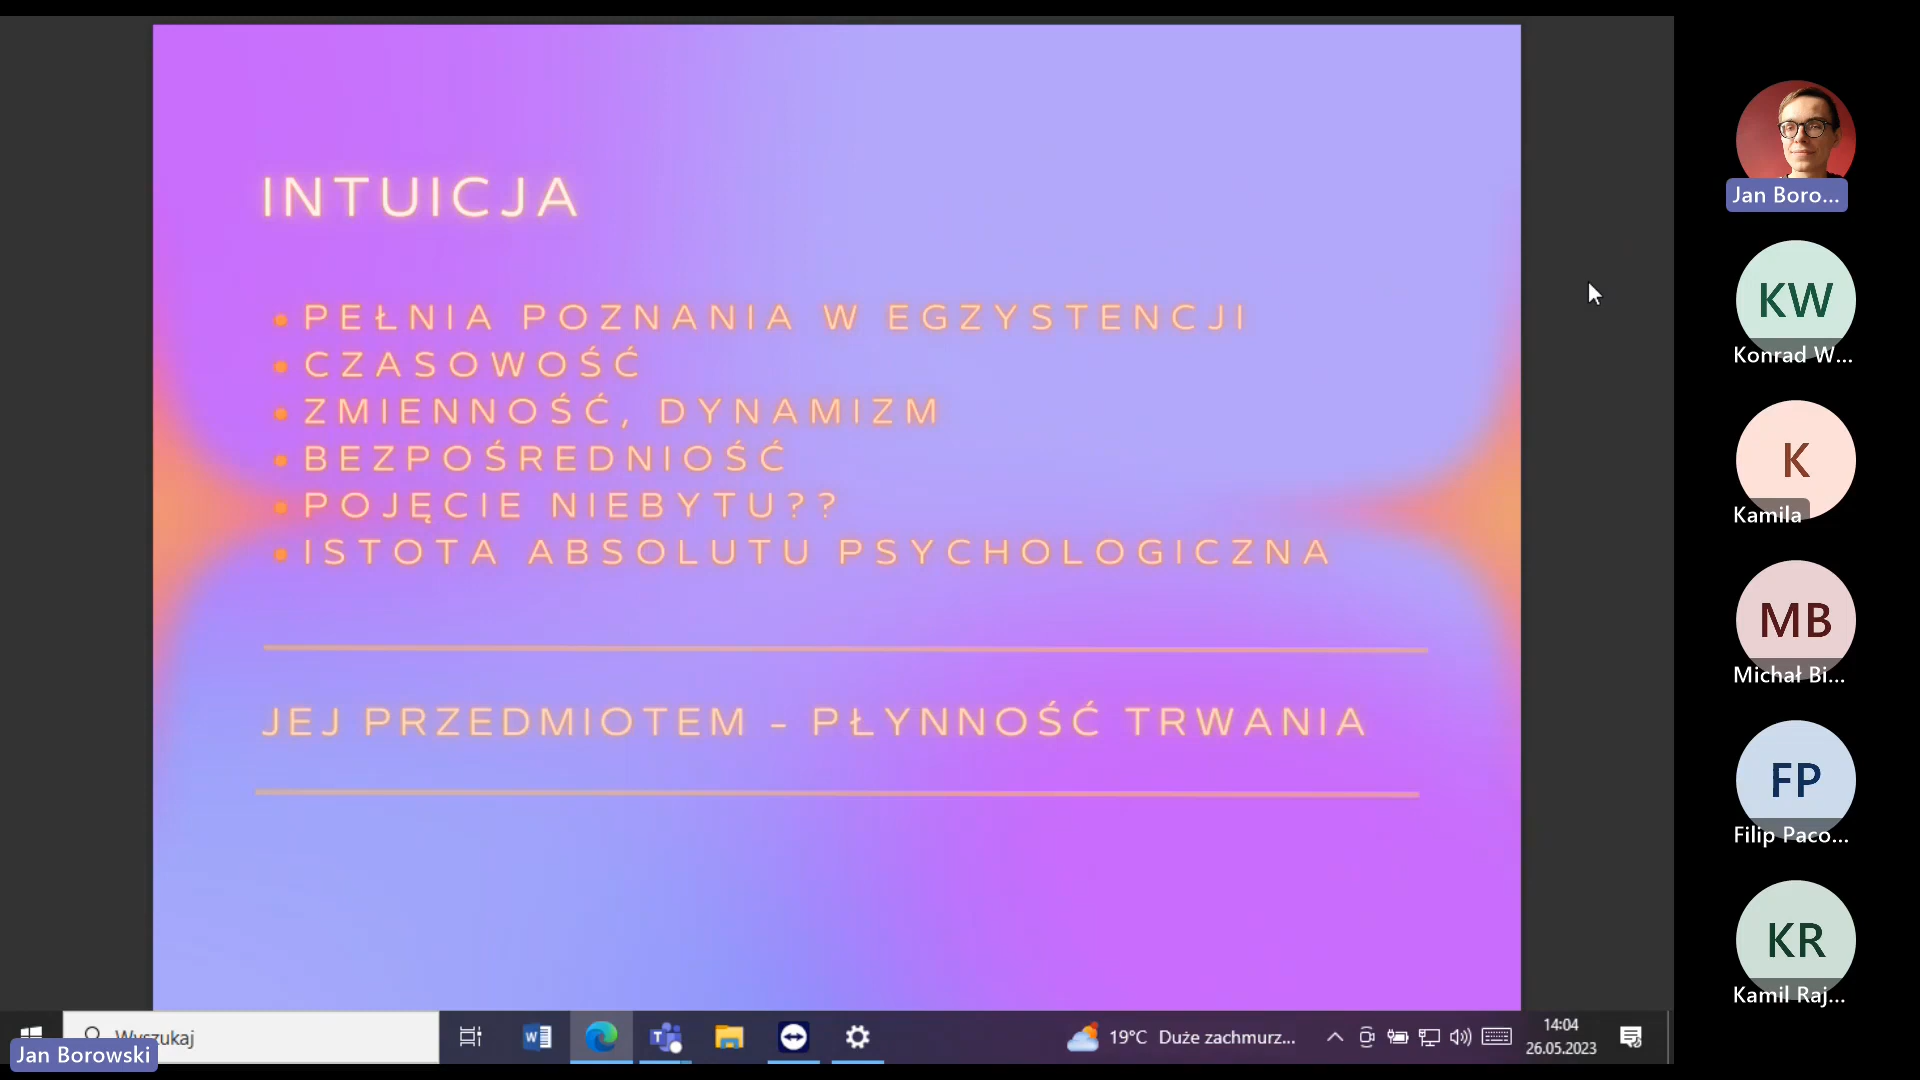 INTUICJA
PEŁNIA POZNANIA W EGZYSTENCJI
CZASOWOŚĆ
ZMIENNOŚĆ, DYNAMIZM
BEZPOŚREDNIOŚĆ
POJĘCIE NIEBYTU??
ISTOTA ABSOLUTU PSYCHOLOGICZNA
JEJ PRZEDMIOTEM - PŁYNNOŚĆ TRWANIA
Jan Boro...
KW
Konrad W...
K
Kamila
MB
Michał Bi...
FP
Filip Paco...
KR
Kamil Raj...
Wyszukaj
19°C Duże zachmurz...
14:04
26.05.2023
Jan Borowski